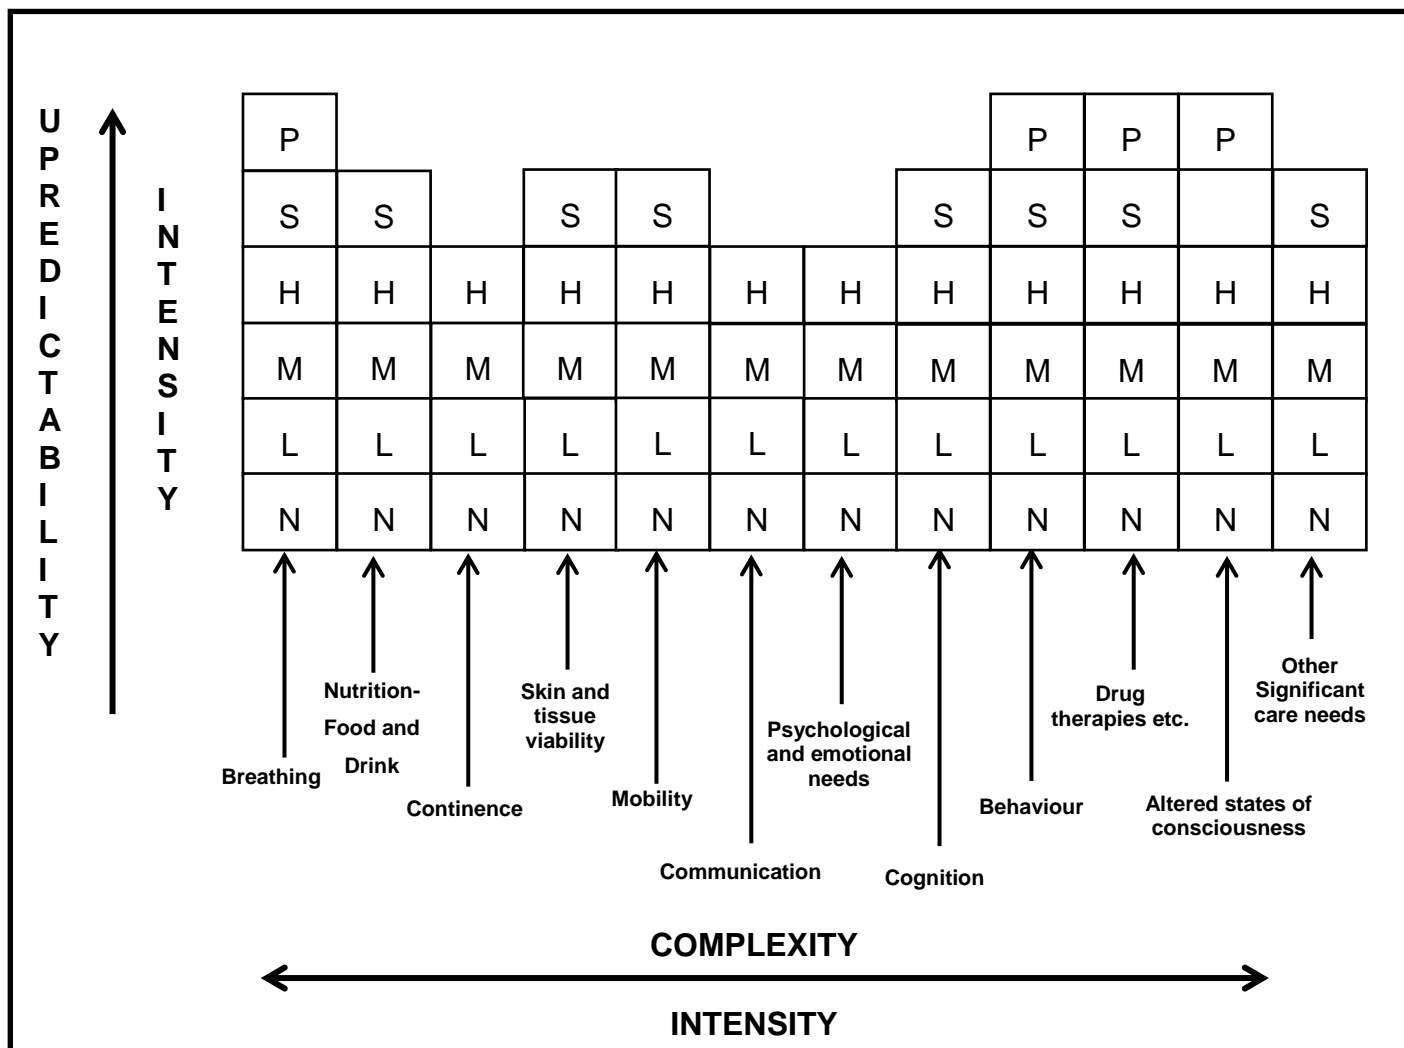 UPREDICTABILITY
INTENSITY
P P P P
S S S S S S S S
H H H H H H H H H H H H
M M M M M M M M M M M M
L L L L L L L L L L L L
N N N N N N N N N N N N
Breathing
Nutrition-
Food and
Drink
Continence
Skin and
tissue
viability
Mobility
Communication
Psychological
and emotional
needs
Cognition
Behaviour
Drug
therapies etc.
Altered states of
consciousness
Other
Significant
care needs
COMPLEXITY
INTENSITY